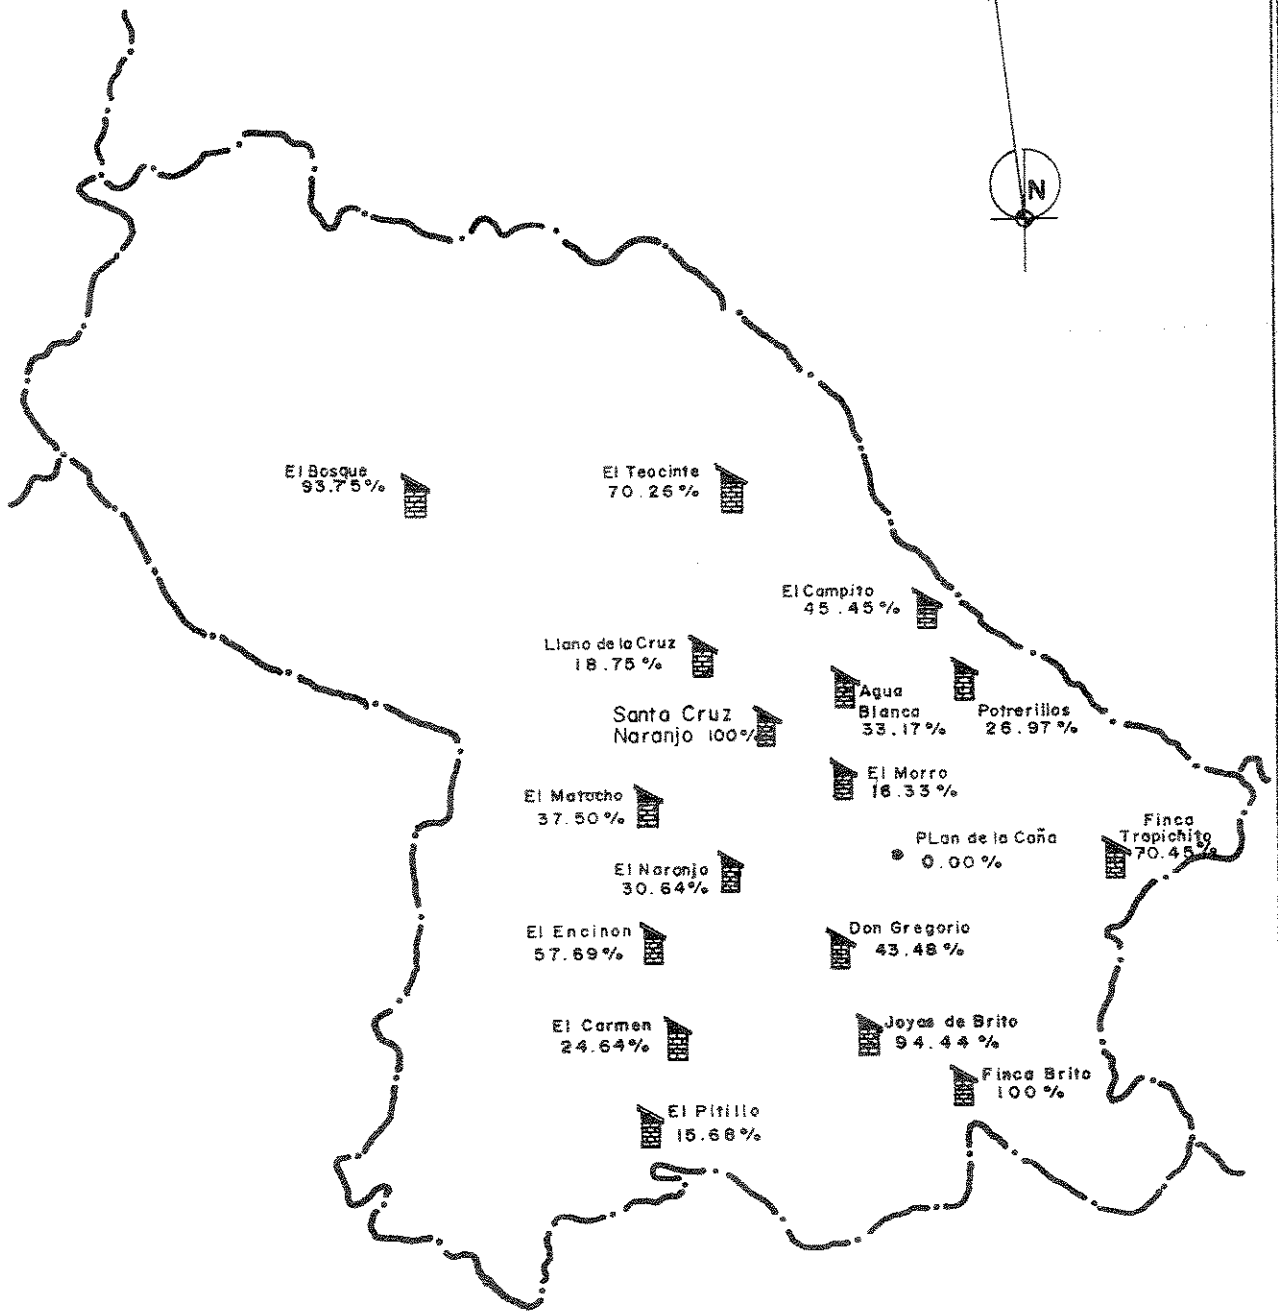 N
El Bosque
93.75%
El Teocinte
70.26%
El Campito
45.45%
Llano de la Cruz
18.75%
Agua
Blanca
33.17%
Potrerillos
26.97%
Santa Cruz
Naranjo 100%
El Morro
16.33%
El Matocho
37.50%
PLan de la Caña
0.00%
Finca
Trapichito
70.45%
El Naranjo
30.64%
El Encinon
57.69%
Don Gregorio
43.48%
El Carmen
24.64%
Joyas de Brito
94.44%
Finca Brito
100%
El Pitillo
15.68%